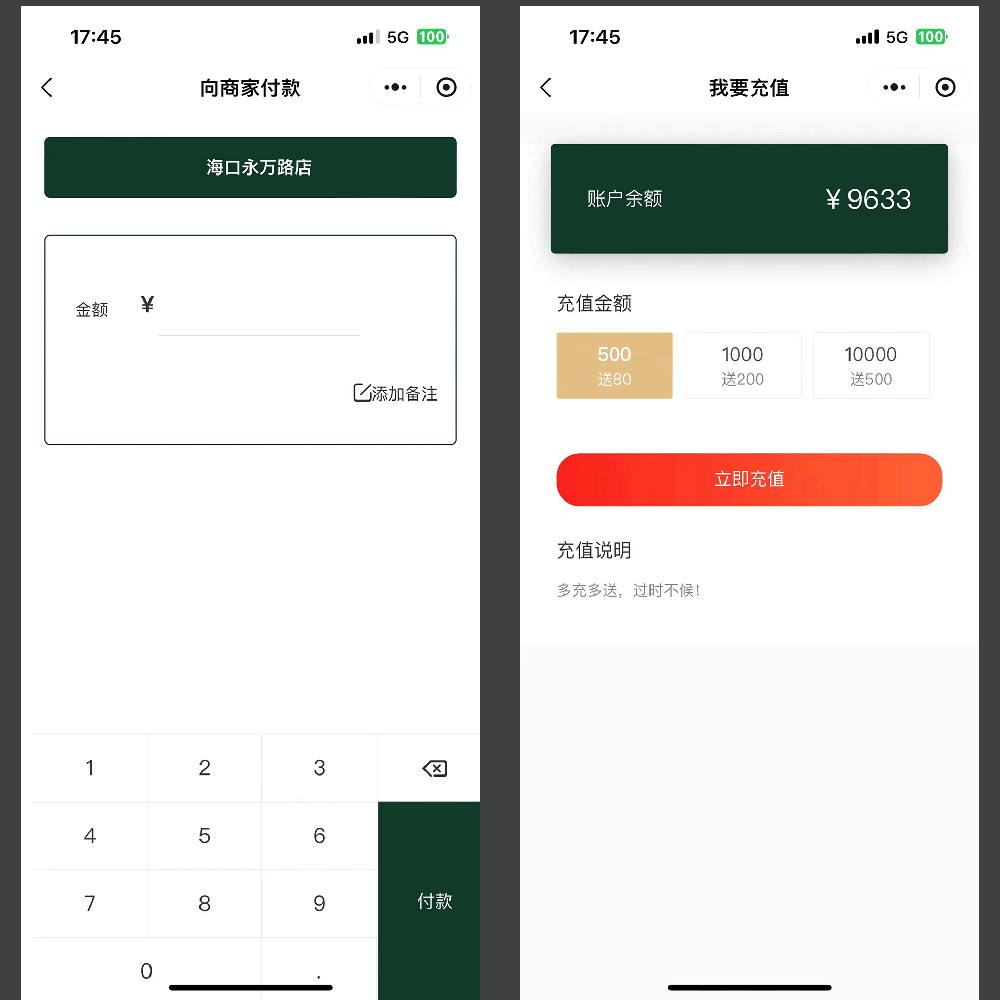 17:45
5G
100
向商家付款
海口永万路店
金额
¥
添加备注
1
2
3
4
5
6
7
8
9
付款
0
.
17:45
5G
100
我要充值
账户余额
¥ 9633
充值金额
500
送80
1000
送200
10000
送500
立即充值
充值说明
多充多送，过时不候！